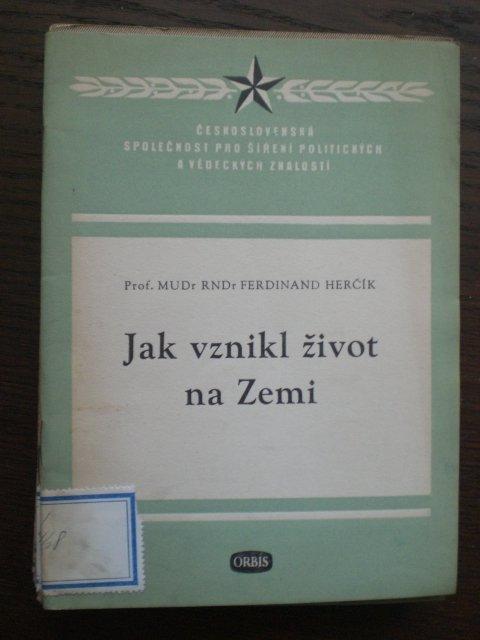 ČESKOSLOVENSKÁ
SPOLEČNOST PRO ŠÍŘENÍ POLITICKÝCH
A VĚDECKÝCH ZNALOSTÍ
Prof. MUDr RNDr FERDINAND HERČÍK
Jak vznikl život
na Zemi
ORBIS